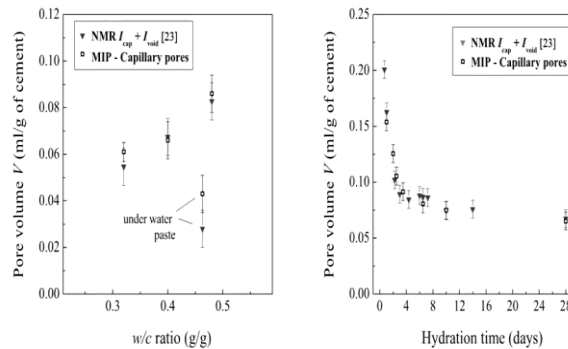 NMR I_cap + I_void [23]
MIP - Capillary pores
Pore volume V (ml/g of cement)
0.12
0.10
0.08
0.06
0.04
0.02
0.00
under water
paste
0.3 0.4 0.5
w/c ratio (g/g)
NMR I_cap + I_void [23]
MIP - Capillary pores
Pore volume V (ml/g of cement)
0.25
0.20
0.15
0.10
0.05
0.00
0 4 8 12 16 20 24 28
Hydration time (days)